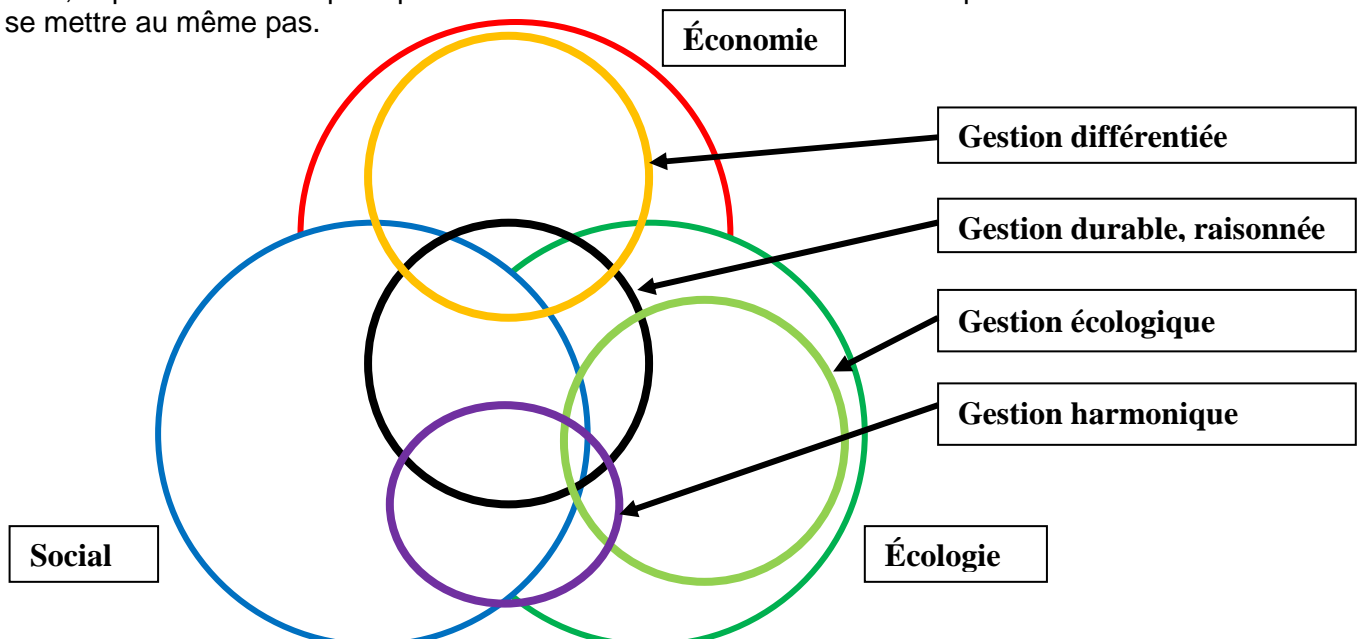 se mettre au même pas.
Économie
Gestion différentiée
Gestion durable, raisonnée
Gestion écologique
Gestion harmonique
Social
Écologie